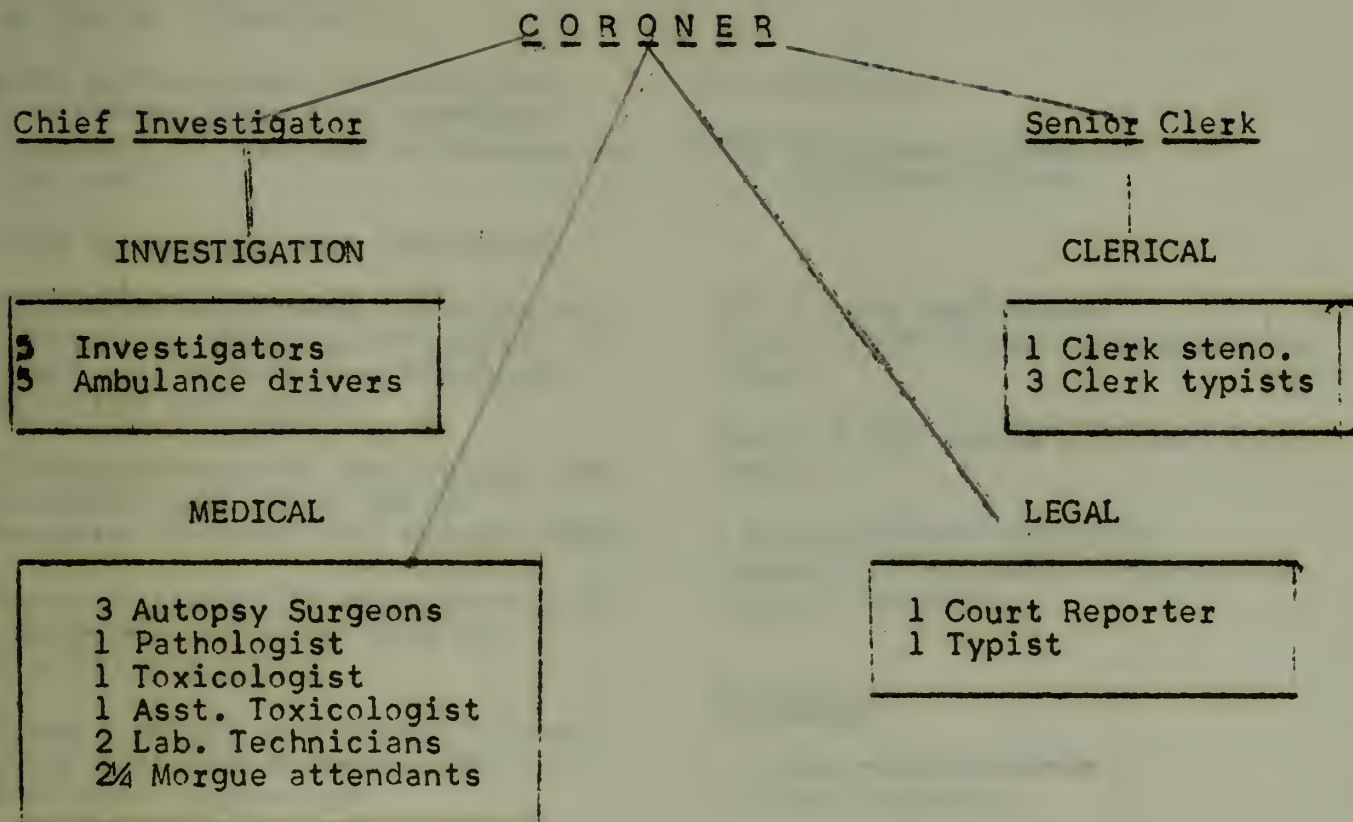 CORONER
Chief Investigator
Senior Clerk
INVESTIGATION
CLERICAL
5 Investigators
5 Ambulance drivers
1 Clerk steno.
3 Clerk typists
MEDICAL
LEGAL
3 Autopsy Surgeons
1 Pathologist
1 Toxicologist
1 Asst. Toxicologist
2 Lab. Technicians
2¼ Morgue attendants
1 Court Reporter
1 Typist